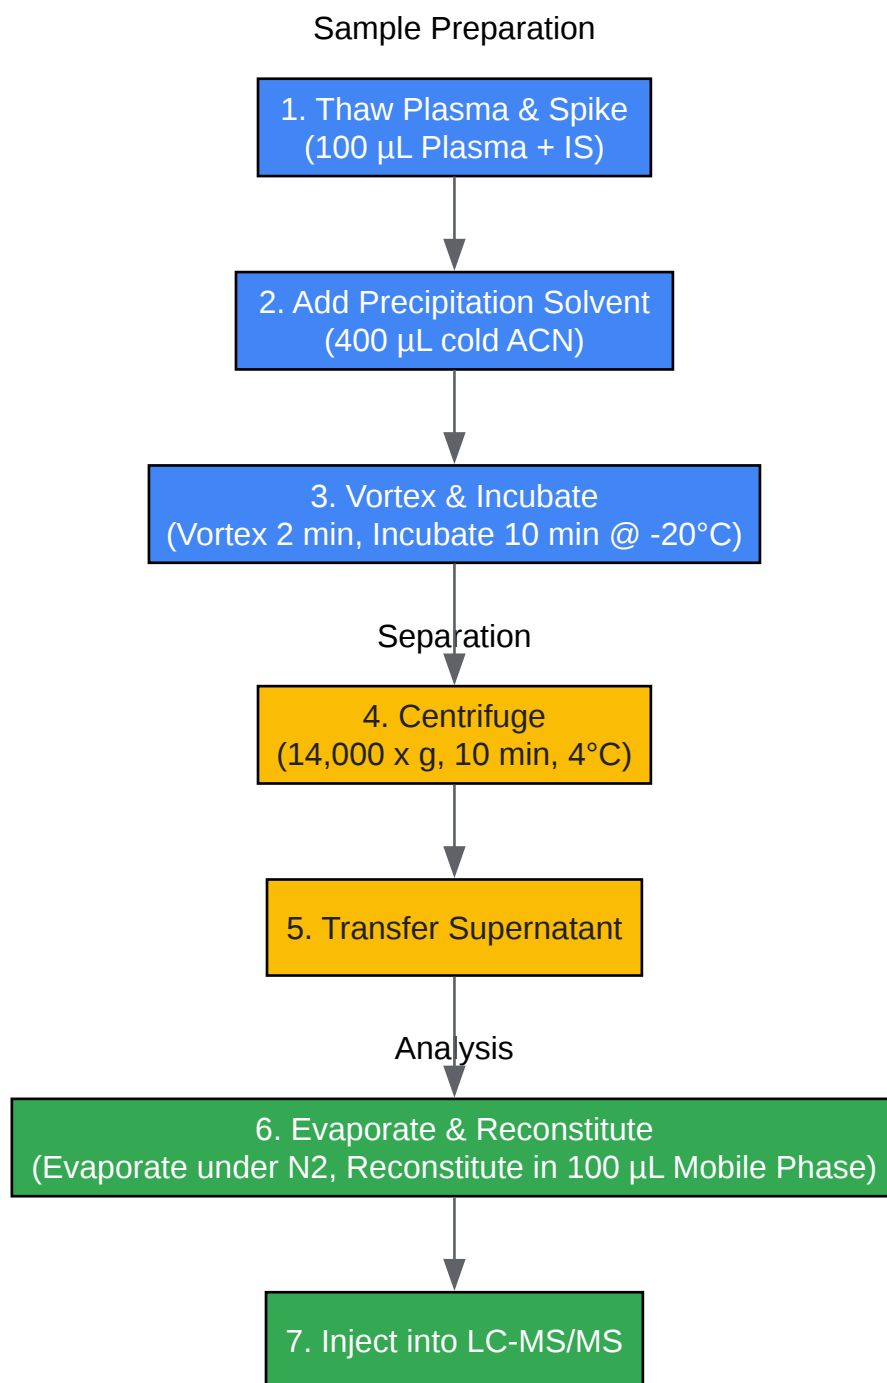 Sample Preparation
1. Thaw Plasma & Spike
(100 µL Plasma + IS)
2. Add Precipitation Solvent
(400 µL cold ACN)
3. Vortex & Incubate
(Vortex 2 min, Incubate 10 min @ -20°C)
Separation
4. Centrifuge
(14,000 x g, 10 min, 4°C)
5. Transfer Supernatant
Analysis
6. Evaporate & Reconstitute
(Evaporate under N2, Reconstitute in 100 µL Mobile Phase)
7. Inject into LC-MS/MS